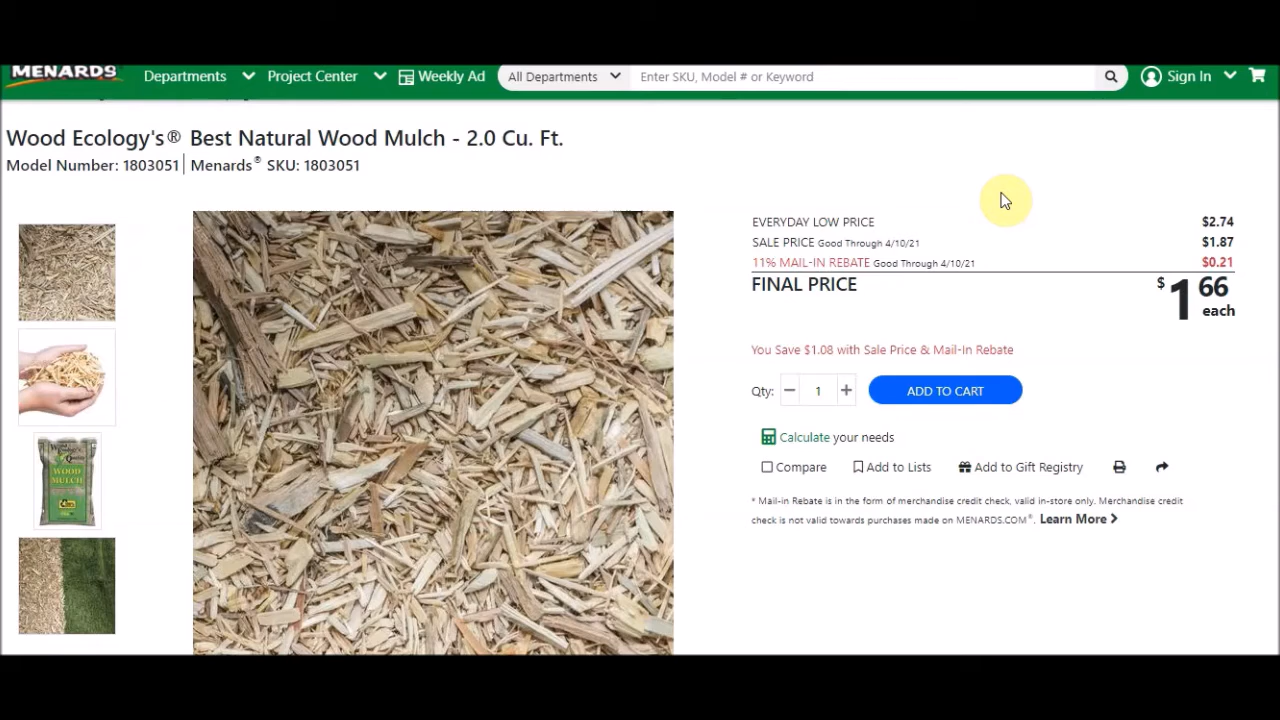 MENARDS®
Departments
Project Center
Weekly Ad
All Departments
Enter SKU, Model # or Keyword
Sign In
Wood Ecology's® Best Natural Wood Mulch - 2.0 Cu. Ft.
Model Number: 1803051 Menards® SKU: 1803051
EVERYDAY LOW PRICE $2.74
SALE PRICE Good Through 4/10/21 $1.87
11% MAIL-IN REBATE Good Through 4/10/21 $0.21
FINAL PRICE $1 66 each
You Save $1.08 with Sale Price & Mail-In Rebate
Qty: − 1 + ADD TO CART
Calculate your needs
Compare Add to Lists Add to Gift Registry
* Mail-in Rebate is in the form of merchandise credit check, valid in-store only. Merchandise credit
check is not valid towards purchases made on MENARDS.COM®. Learn More
WOOD
MULCH